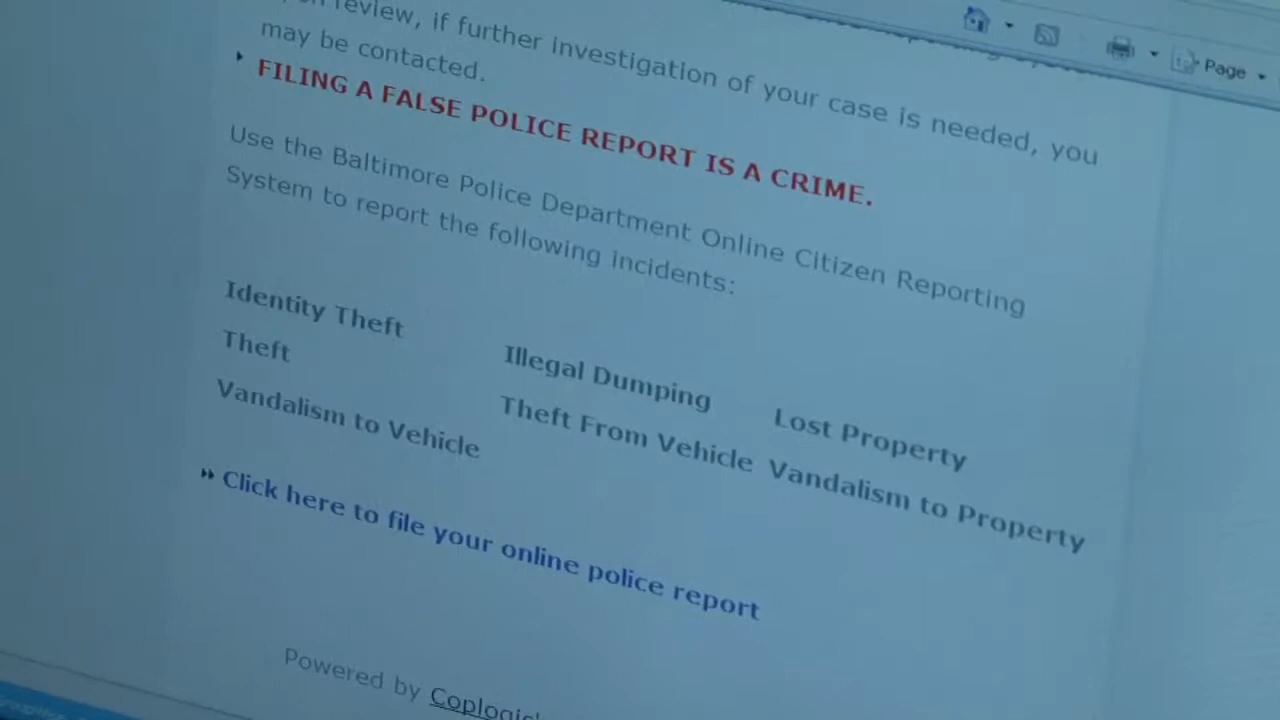 review, if further investigation of your case is needed, you
may be contacted.
FILING A FALSE POLICE REPORT IS A CRIME.
Use the Baltimore Police Department Online Citizen Reporting
System to report the following incidents:
Identity Theft
Illegal Dumping
Lost Property
Theft
Theft From Vehicle
Vandalism to Property
Vandalism to Vehicle
Click here to file your online police report
Powered by Coplogic
Page